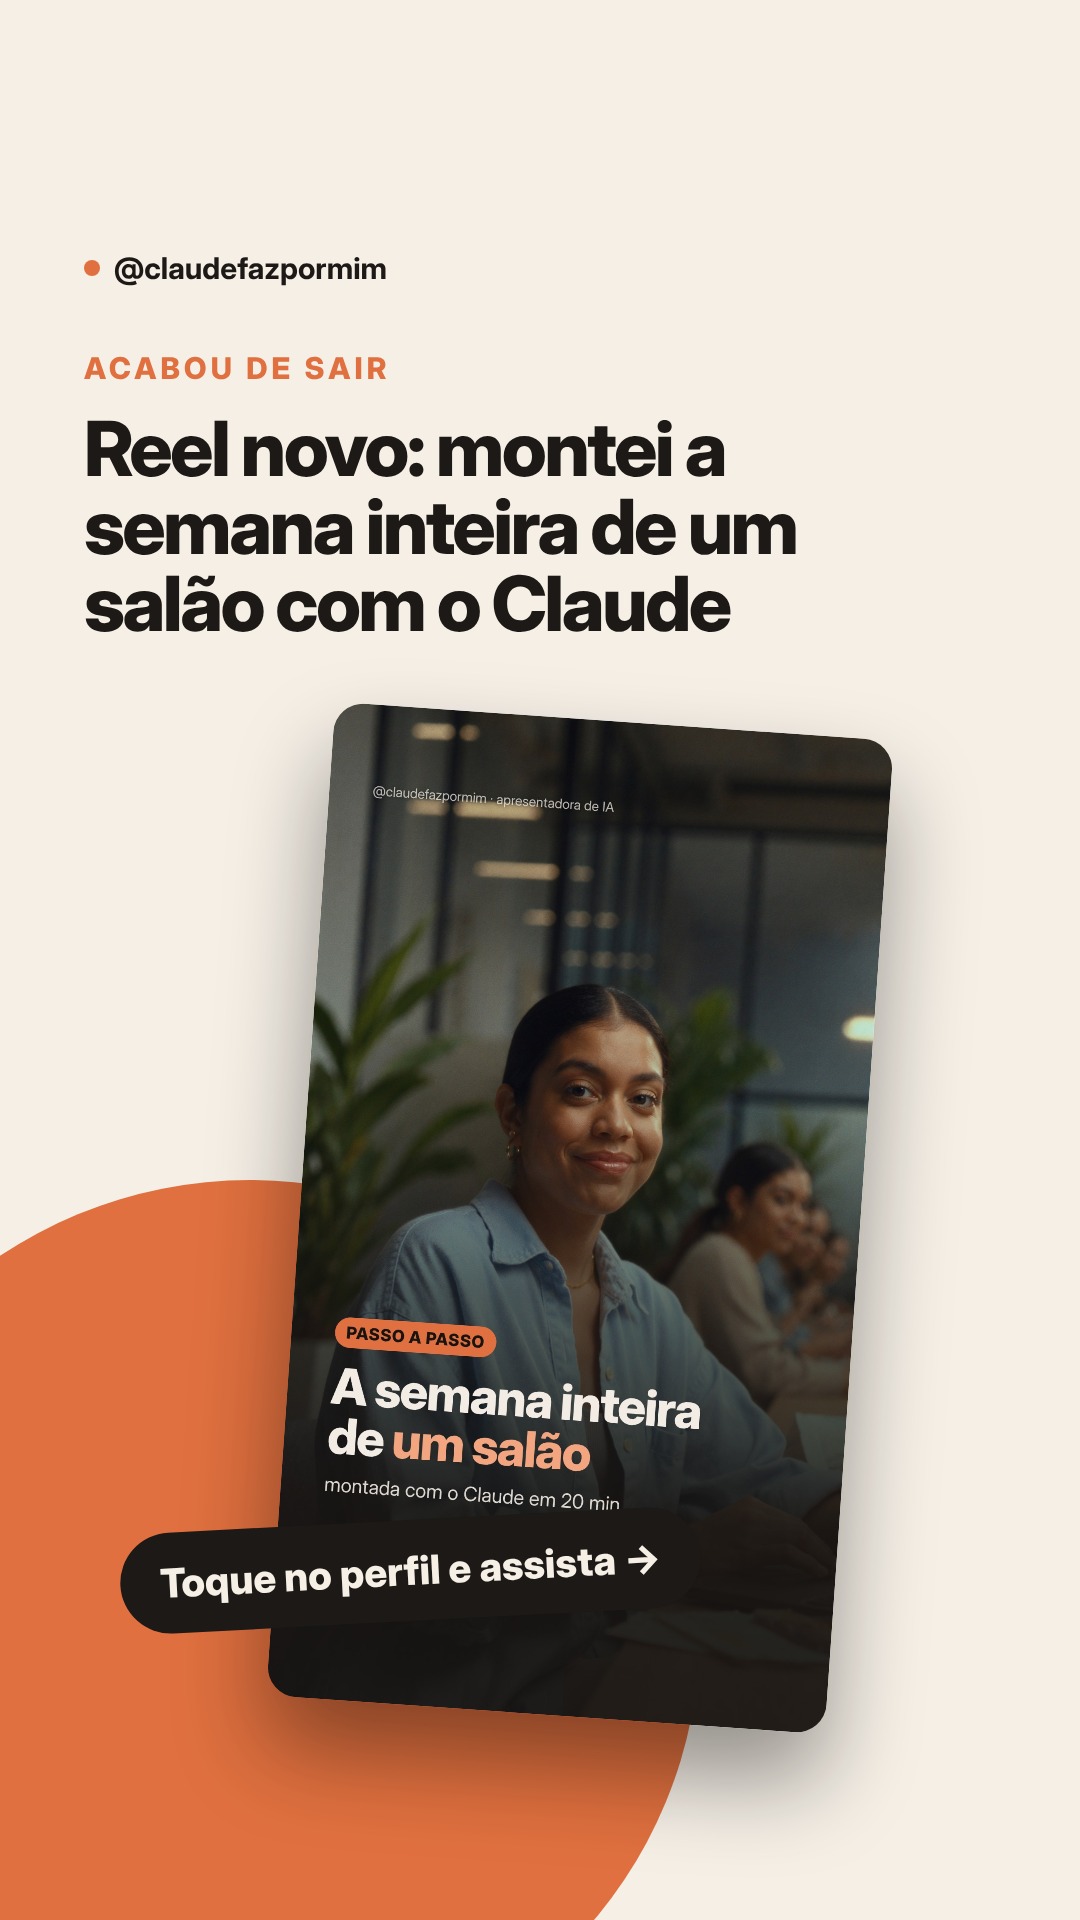 @claudefazpormim
ACABOU DE SAIR
Reel novo: montei a
semana inteira de um
salão com o Claude
@claudefazpormim · apresentadora de IA
PASSO A PASSO
A semana inteira
de um salão
montada com o Claude em 20 min
Toque no perfil e assista →